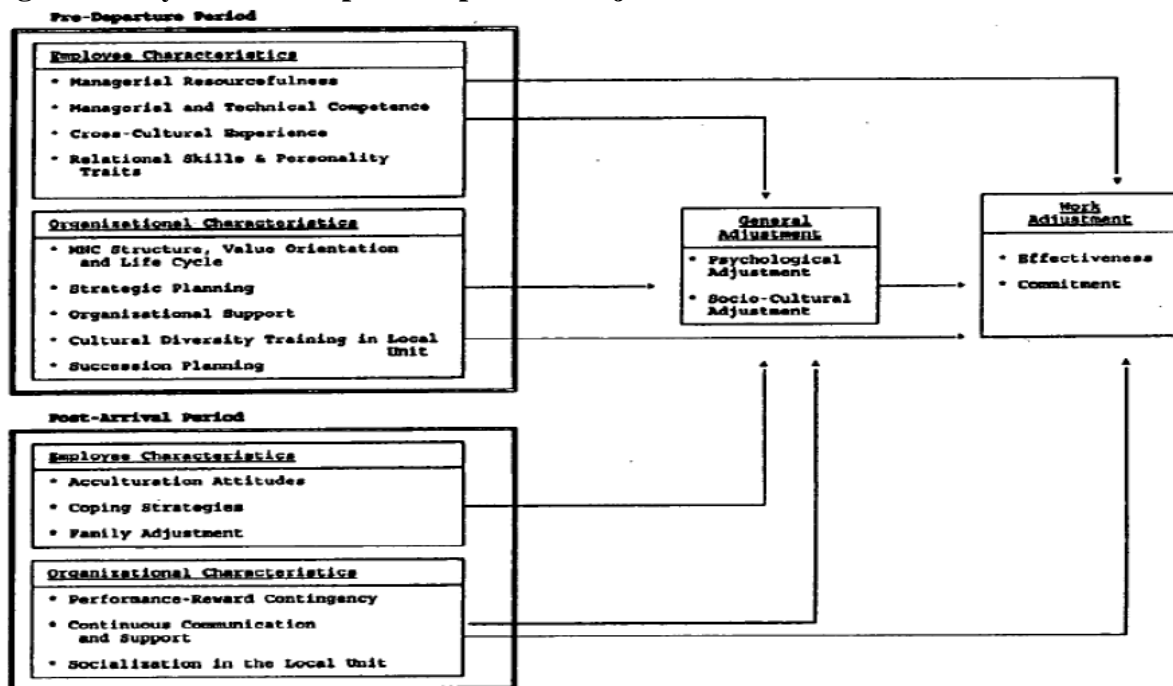 Pre-Departure Period
Employee Characteristics
* Managerial Resourcefulness
* Managerial and Technical Competence
* Cross-Cultural Experience
* Relational Skills & Personality
Traits
Organizational Characteristics
* MNC Structure, Value Orientation
and Life Cycle
* Strategic Planning
* Organisational Support
* Cultural Diversity Training in Local
Unit
* Succession Planning
General
Adjustment
* Psychological
Adjustment
* Socio-Cultural
Adjustment
Work
Adjustment
* Effectiveness
* Commitment
Post-Arrival Period
Employee Characteristics
* Acculturation Attitudes
* Coping Strategies
* Family Adjustment
Organizational Characteristics
* Performance-Reward Contingency
* Continuous Communication
and Support
* Socialization in the Local Unit